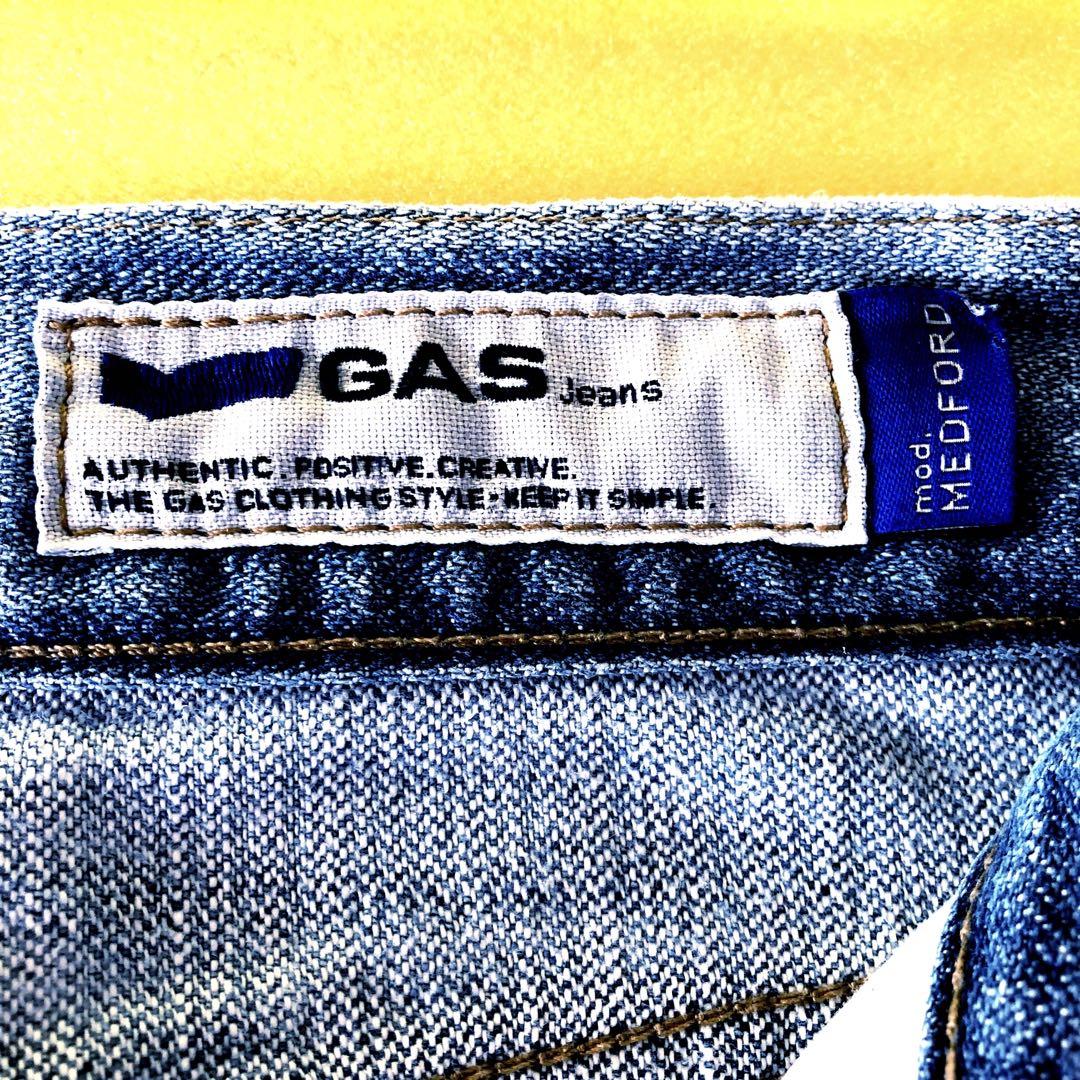 GAS Jeans
AUTHENTIC.POSITIVE.CREATIVE.
THE GAS CLOTHING STYLE-KEEP IT SIMPLE.
mod.
MEDFORD